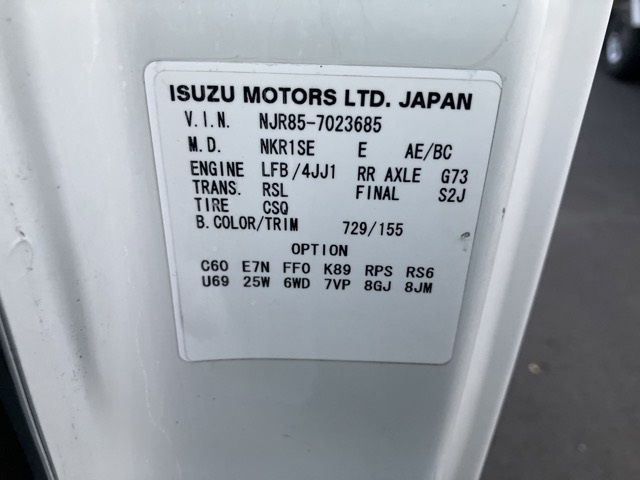 ISUZU MOTORS LTD. JAPAN
V.I.N. NJR85-7023685
M.D. NKR1SE E AE/BC
ENGINE LFB/4JJ1 RR AXLE G73
TRANS. RSL FINAL S2J
TIRE CSQ
B.COLOR/TRIM 729/155
OPTION
C60 E7N FF0 K89 RPS RS6
U69 25W 6WD 7VP 8GJ 8JM